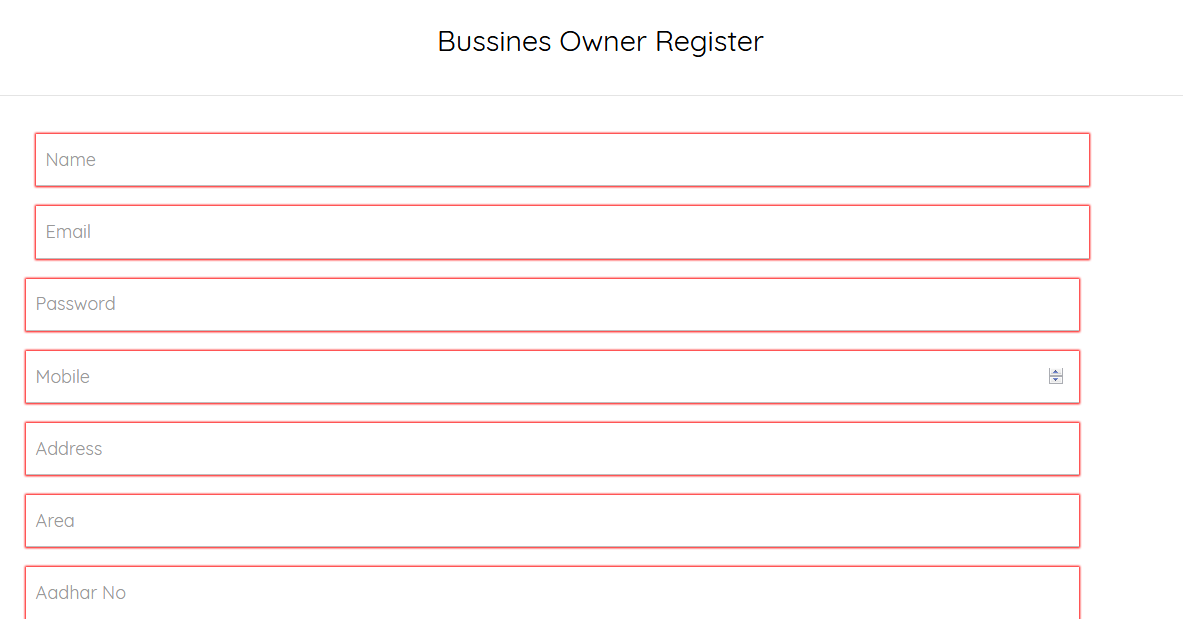 Bussines Owner Register
Name
Email
Password
Mobile
Address
Area
Aadhar No